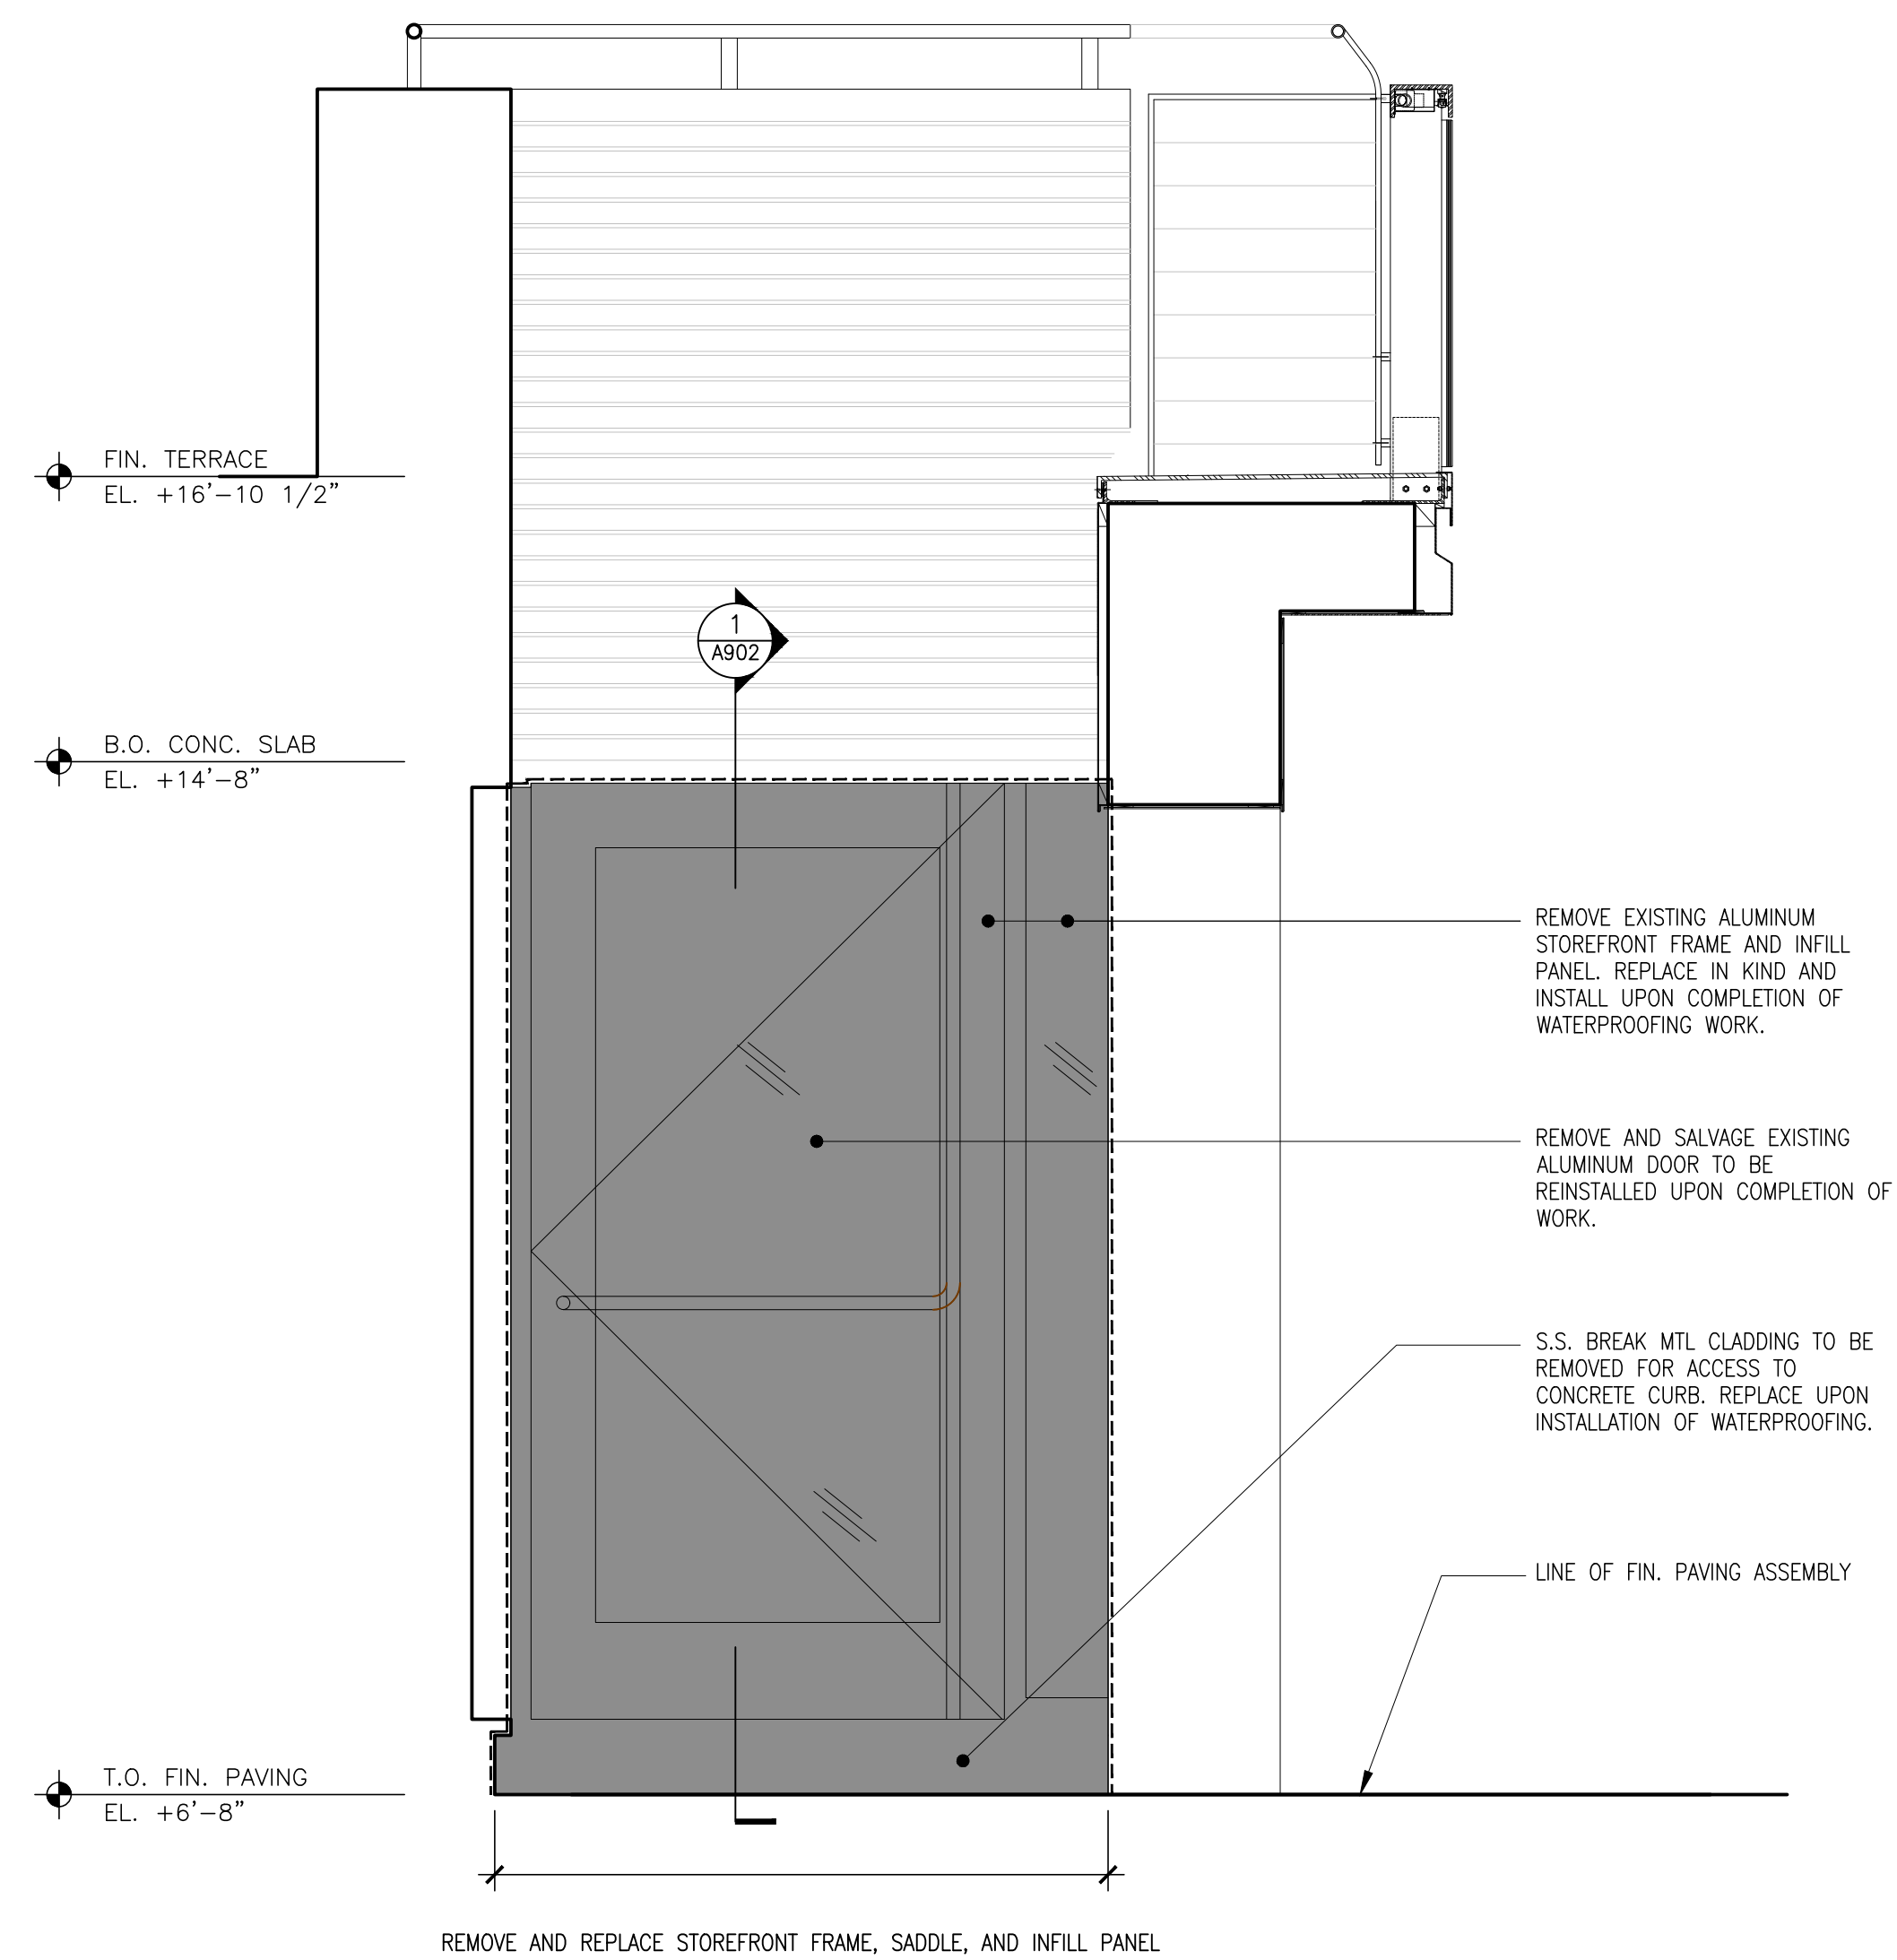 FIN. TERRACE
EL. +16'-10 1/2"
1
A902
B.O. CONC. SLAB
EL. +14'-8"
REMOVE EXISTING ALUMINUM
STOREFRONT FRAME AND INFILL
PANEL. REPLACE IN KIND AND
INSTALL UPON COMPLETION OF
WATERPROOFING WORK.
REMOVE AND SALVAGE EXISTING
ALUMINUM DOOR TO BE
REINSTALLED UPON COMPLETION OF
WORK.
S.S. BREAK MTL CLADDING TO BE
REMOVED FOR ACCESS TO
CONCRETE CURB. REPLACE UPON
INSTALLATION OF WATERPROOFING.
LINE OF FIN. PAVING ASSEMBLY
T.O. FIN. PAVING
EL. +6'-8"
REMOVE AND REPLACE STOREFRONT FRAME, SADDLE, AND INFILL PANEL